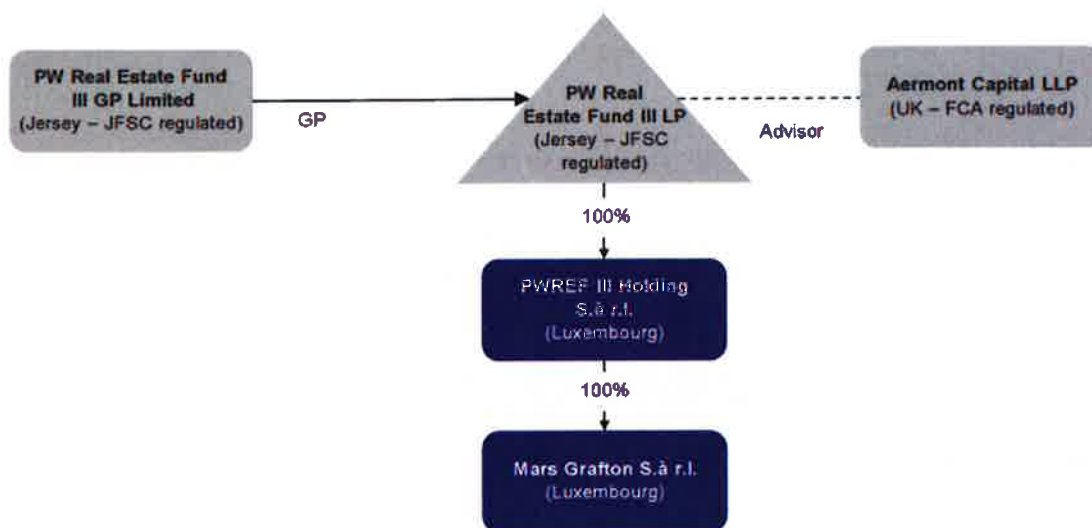 PW Real Estate Fund
III GP Limited
(Jersey – JFSC regulated)
GP
PW Real
Estate Fund III LP
(Jersey – JFSC
regulated)
Advisor
Aermont Capital LLP
(UK – FCA regulated)
100%
PWREF III Holding
S.à r.l.
(Luxembourg)
100%
Mars Grafton S.à r.l.
(Luxembourg)